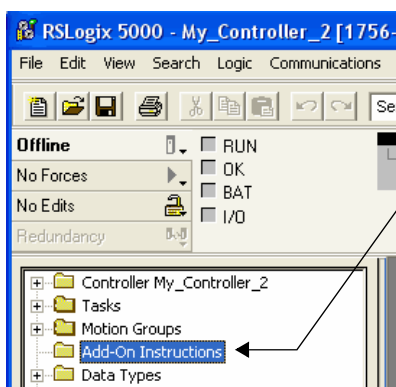 RSLogix 5000 - My_Controller_2 [1756-
File Edit View Search Logic Communications
Se
Offline RUN
No Forces OK
No Edits BAT
Redundancy I/O
Controller My_Controller_2
Tasks
Motion Groups
Add-On Instructions
Data Types